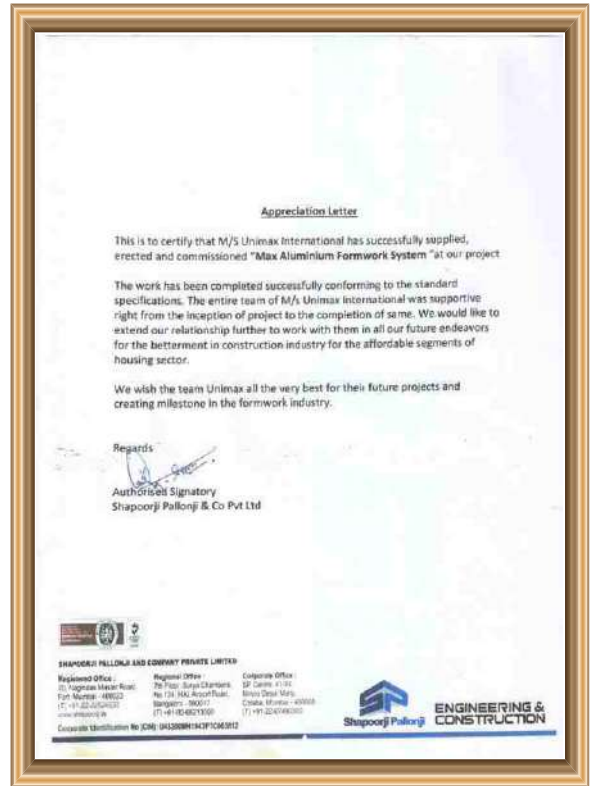 Appreciation Letter
This is to certify that M/S Unimax International has successfully supplied,
erected and commissioned "Max Aluminium Formwork System "at our project
The work has been completed successfully conforming to the standard
specifications. The entire team of M/s Unimax International was supportive
right from the inception of project to the completion of same. We would like to
extend our relationship further to work with them in all our future endeavors
for the betterment in construction industry for the affordable segments of
housing sector.
We wish the team Unimax all the very best for their future projects and
creating milestone in the formwork industry.
Regards
Authorised Signatory
Shapoorji Pallonji & Co Pvt Ltd
SHAPOORJI PALLONJI AND COMPANY PRIVATE LIMITED
Registered Office :
Regional Office :
Corporate Office :
Corporate Identification No (CIN)
Shapoorji Pallonji
ENGINEERING &
CONSTRUCTION